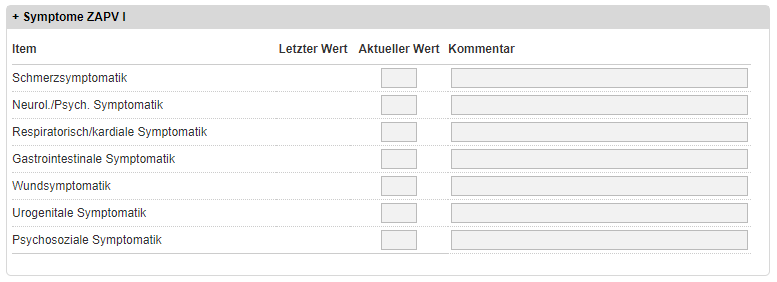 + Symptome ZAPV I
Item Letzter Wert Aktueller Wert Kommentar
Schmerzsymptomatik
Neurol./Psych. Symptomatik
Respiratorisch/kardiale Symptomatik
Gastrointestinale Symptomatik
Wundsymptomatik
Urogenitale Symptomatik
Psychosoziale Symptomatik